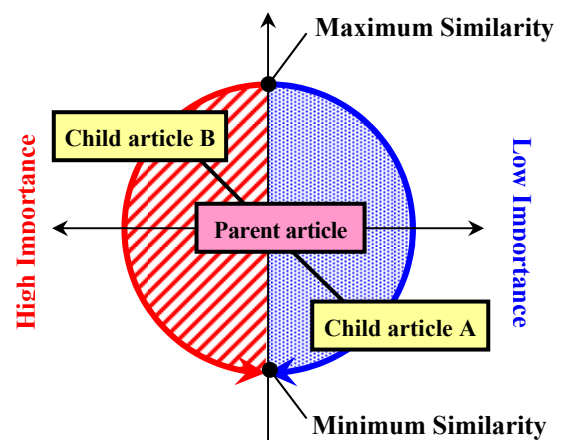 Maximum Similarity
Child article B
High Importance
Low Importance
Parent article
Child article A
Minimum Similarity